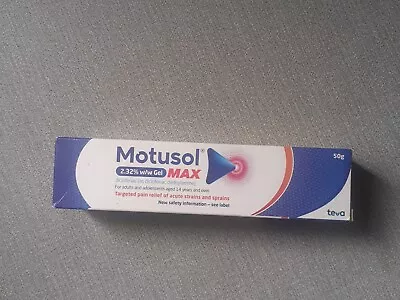 Motusol®
50g
2.32% w/w Gel MAX
For adults and adolescents aged 14 years and over
Targeted pain relief of acute strains and sprains
New safety information – see label
teva